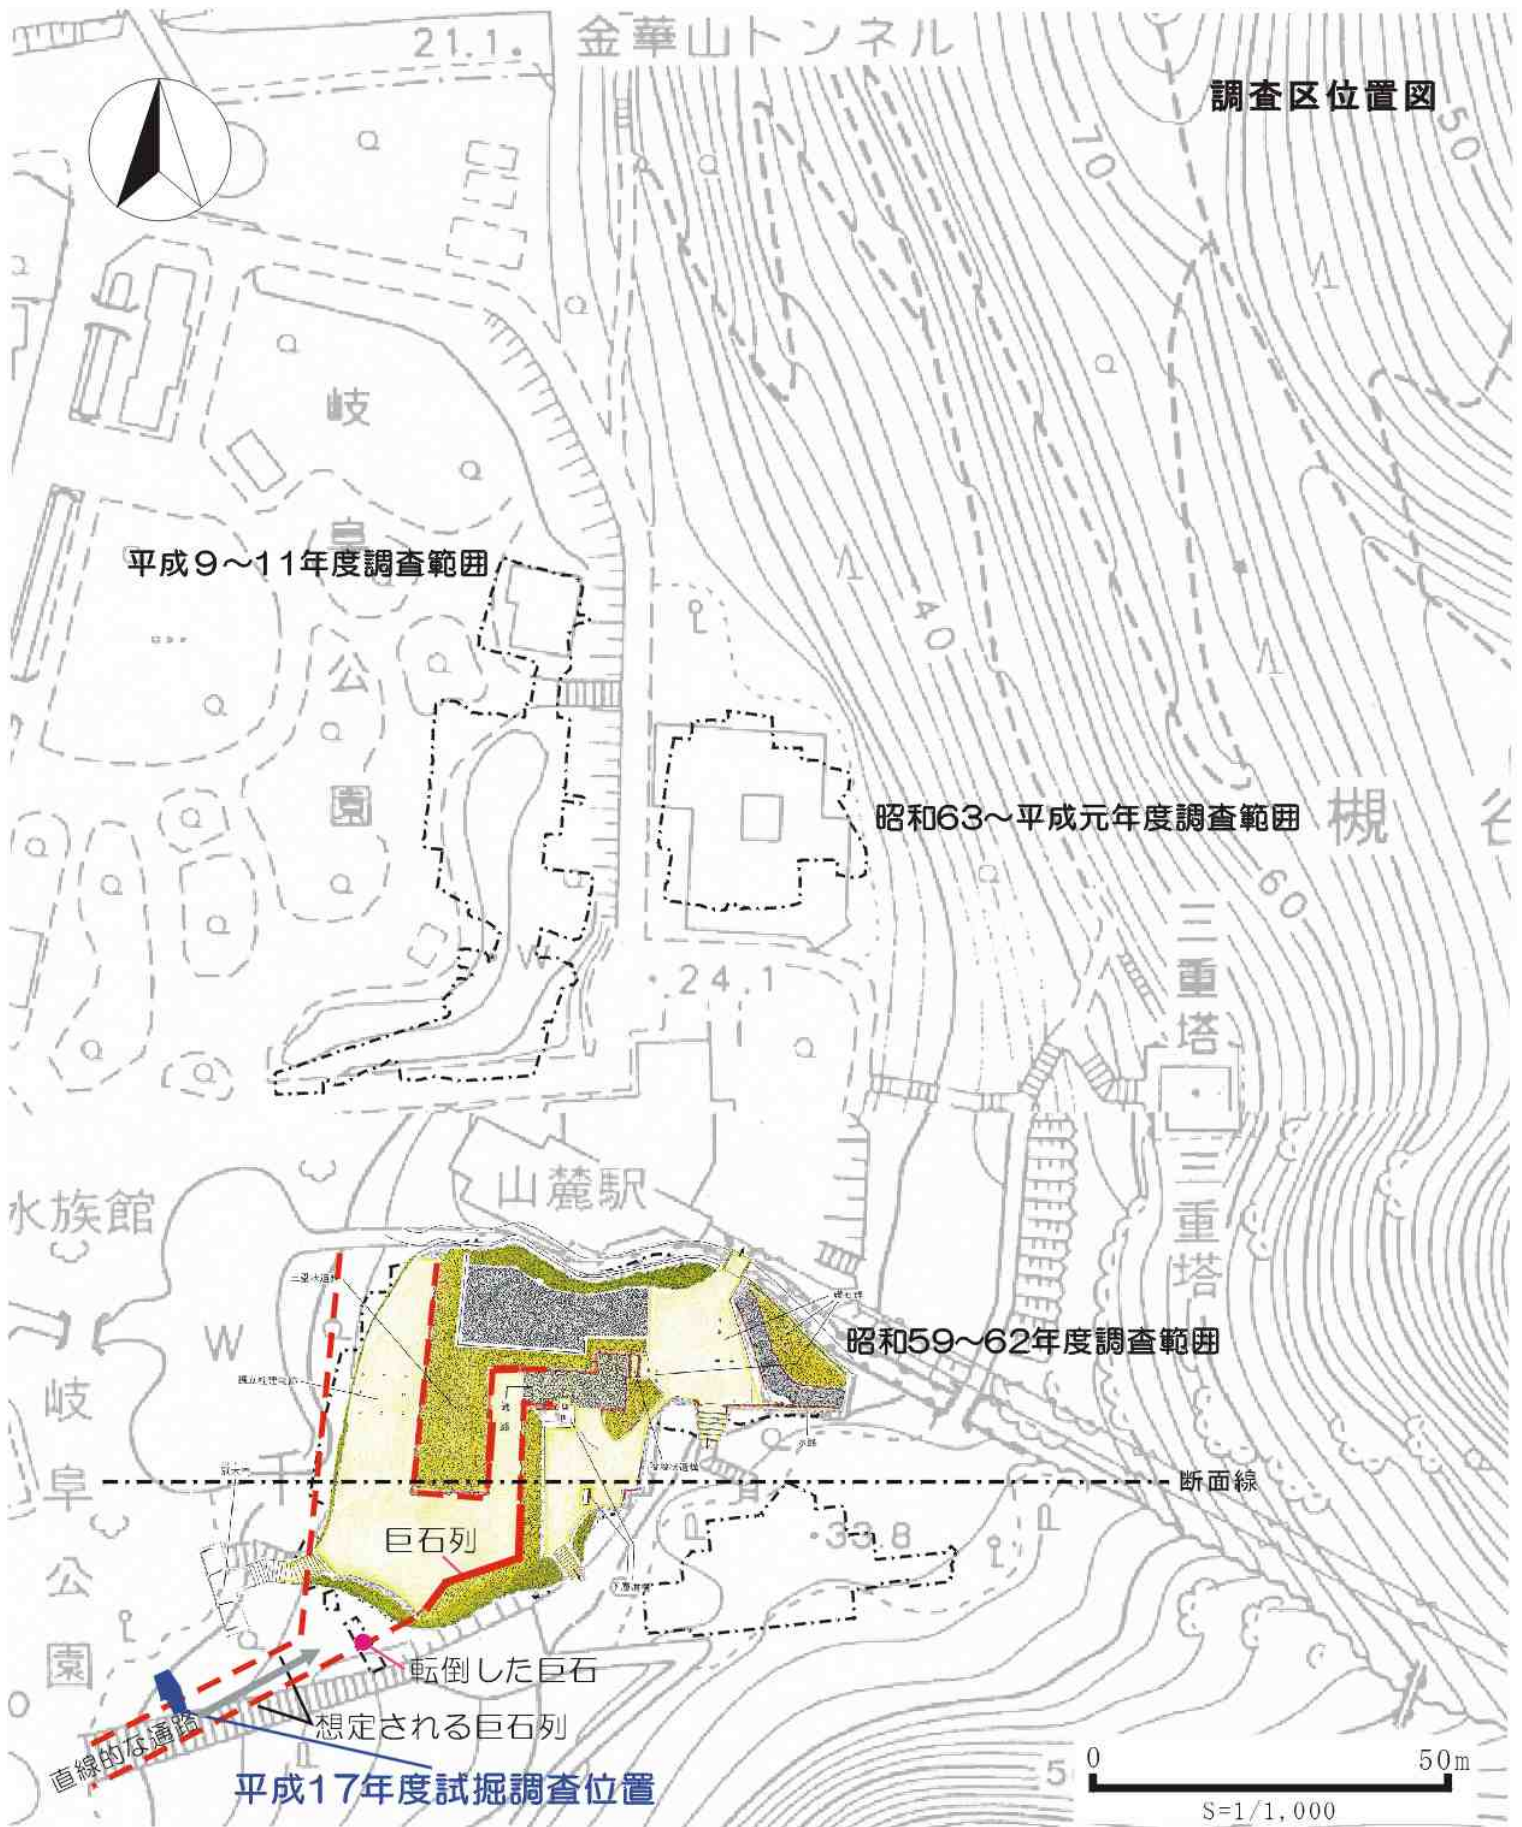 21.1
金華山トンネル
調査区位置図
50
70
岐
皐
平成9～11年度調査範囲
公
40
園
昭和63～平成元年度調査範囲
槻 谷
60
三重塔
24.1
山麓駅
水族館
三重塔
昭和59～62年度調査範囲
W
W
水路
千
断面線
岐阜公園
巨石列
33.8
転倒した巨石
想定される巨石列
直線的な通路
平成17年度試掘調査位置
5
0 50m
S=1/1,000